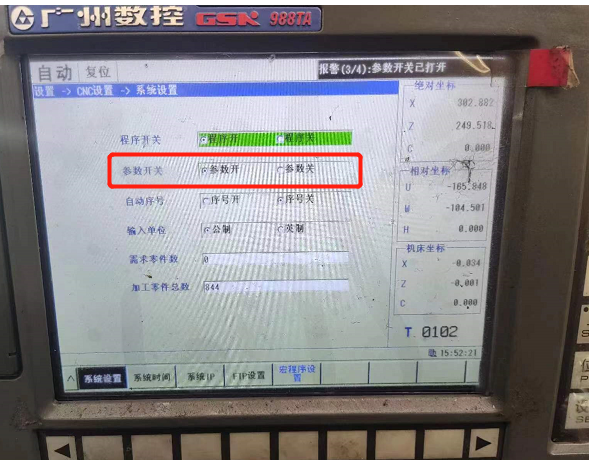 广州数控 GSK 988TA
自动 复位 报警(3/4):参数开关已打开
设置 -> CNC设置 -> 系统设置
程序开关 程序开 程序关
参数开关 参数开 参数关
自动序号 序号开 序号关
输入单位 公制 英制
需求零件数 0
加工零件总数 844
绝对坐标
X 302.882
Z 249.518
C 0.000
相对坐标
U -165.848
W -104.501
H 0.000
机床坐标
X -0.034
Z -0.001
C 0.000
T 0102
15:52:21
系统设置 系统时间 系统IP FTP设置 宏程序设置